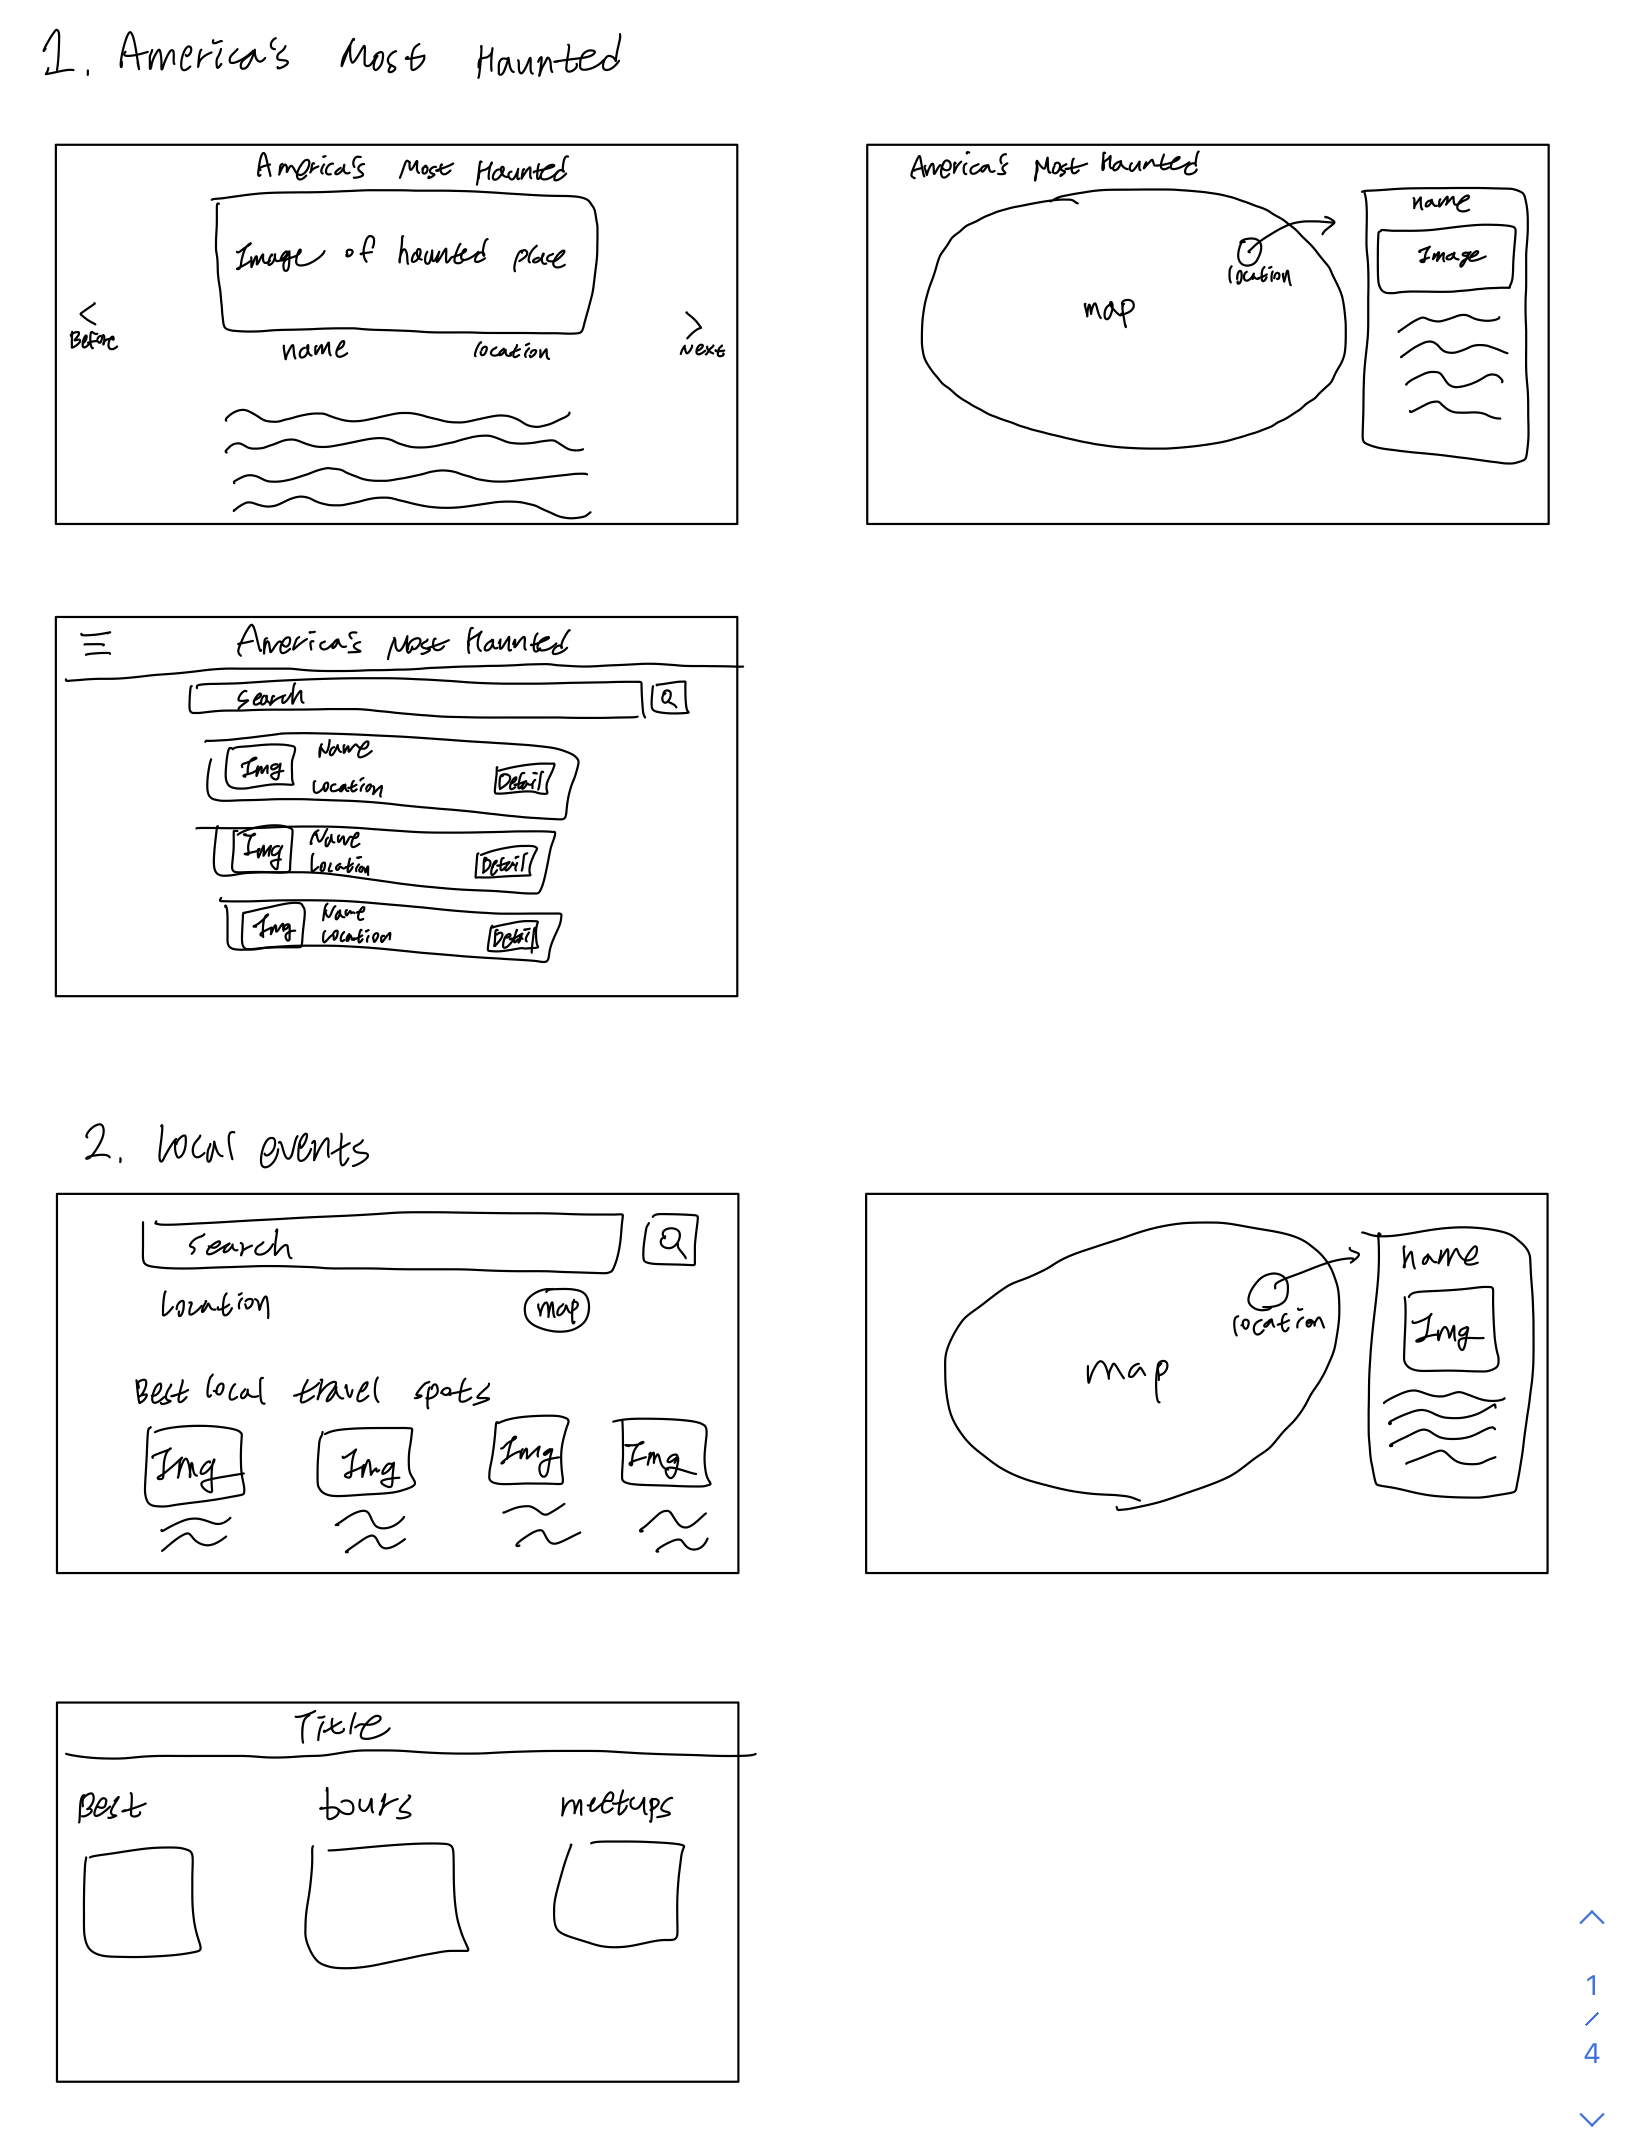 1. America's Most Haunted
America's Most Haunted
Image of haunted place
< Before
> Next
name location
America's Most Haunted
map
location
name
Image
America's Most Haunted
Search
Img Name Location Detail
Img Name Location Detail
Img Name Location Detail
2. Local events
Search
Location map
Best local travel spots
Img Img Img Img
map
location
name
Img
Title
Best tours meetups
1
/
4